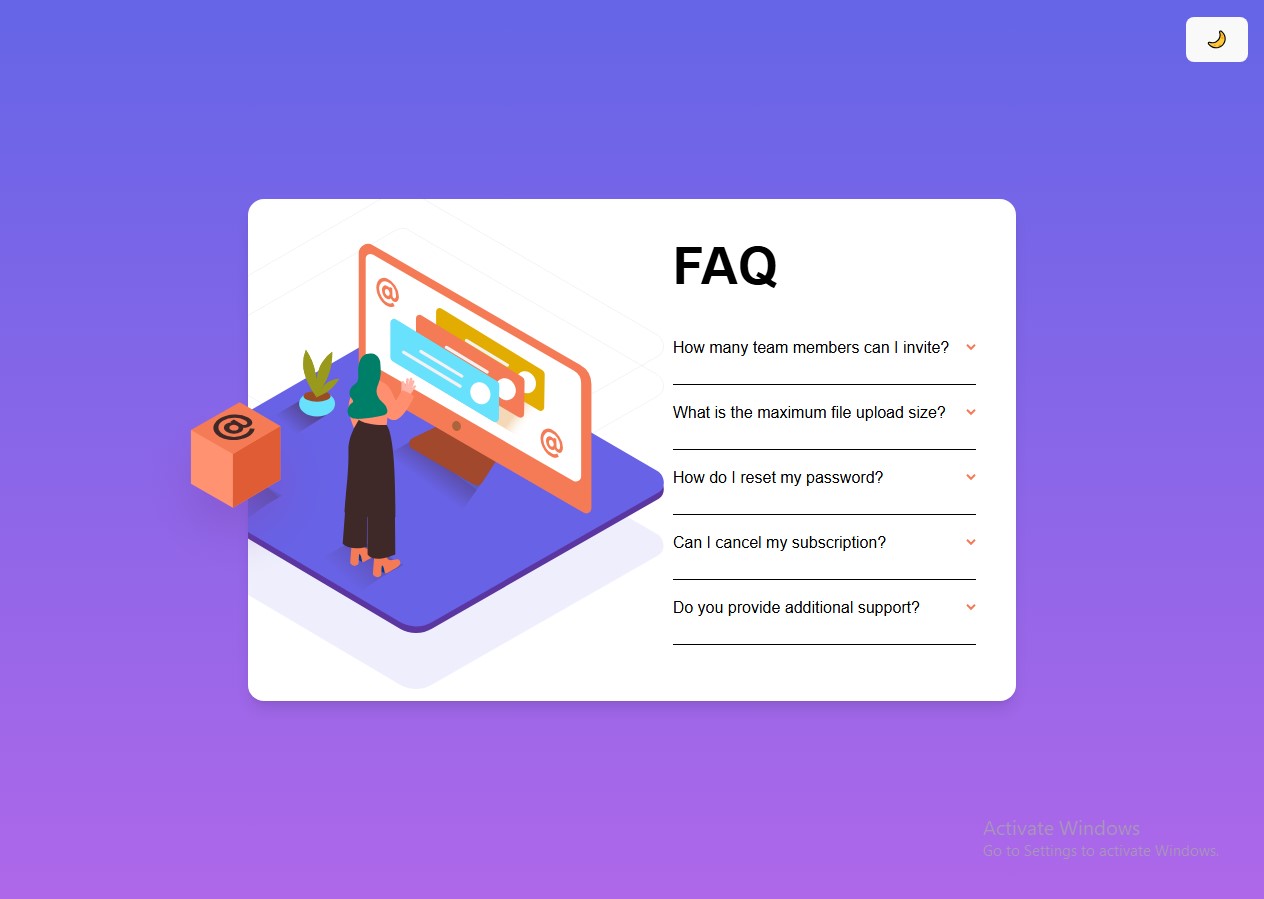 FAQ
How many team members can I invite?
What is the maximum file upload size?
How do I reset my password?
Can I cancel my subscription?
Do you provide additional support?
@
@
@
Activate Windows
Go to Settings to activate Windows.